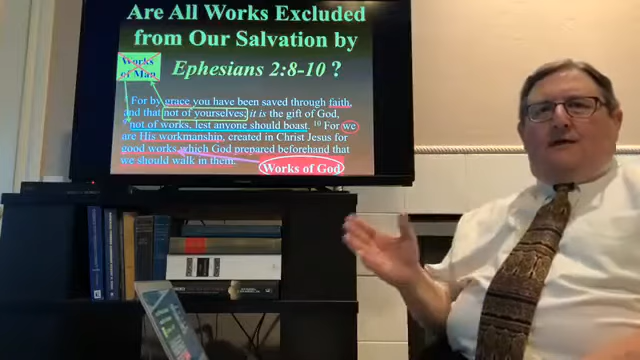 Are All Works Excluded
from Our Salvation by
Works
of Man
Ephesians 2:8-10 ?
For by grace you have been saved through faith,
and that not of yourselves; it is the gift of God,
not of works, lest anyone should boast. 10 For we
are His workmanship, created in Christ Jesus for
good works which God prepared beforehand that
we should walk in them.
Works of God